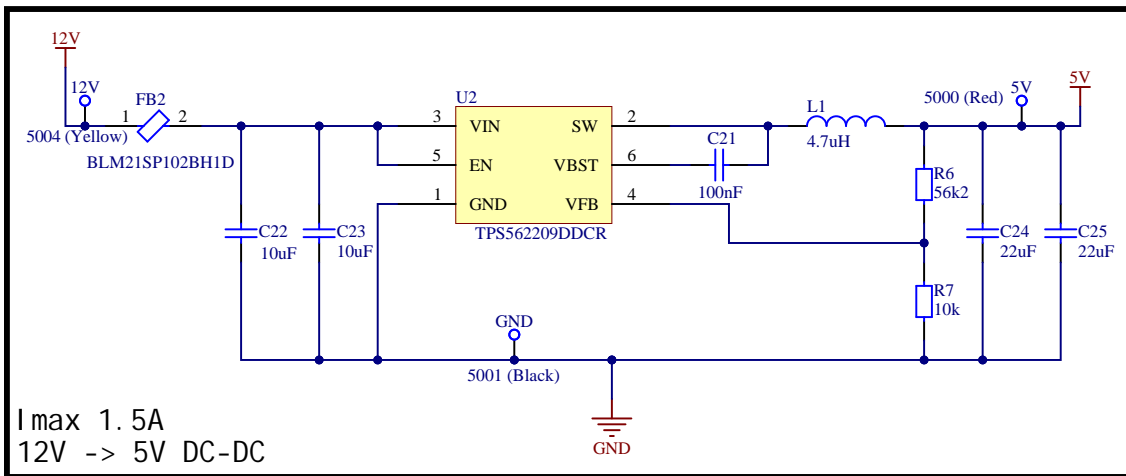 12V
12V
5004 (Yellow)
1
FB2
2
BLM21SP102BH1D
C22
10uF
C23
10uF
U2
3
VIN
SW
2
5
EN
VBST
6
1
GND
VFB
4
TPS562209DDCR
C21
100nF
L1
4.7uH
5000 (Red)
5V
5V
R6
56k2
R7
10k
C24
22uF
C25
22uF
GND
5001 (Black)
GND
Imax 1.5A
12V -> 5V DC-DC